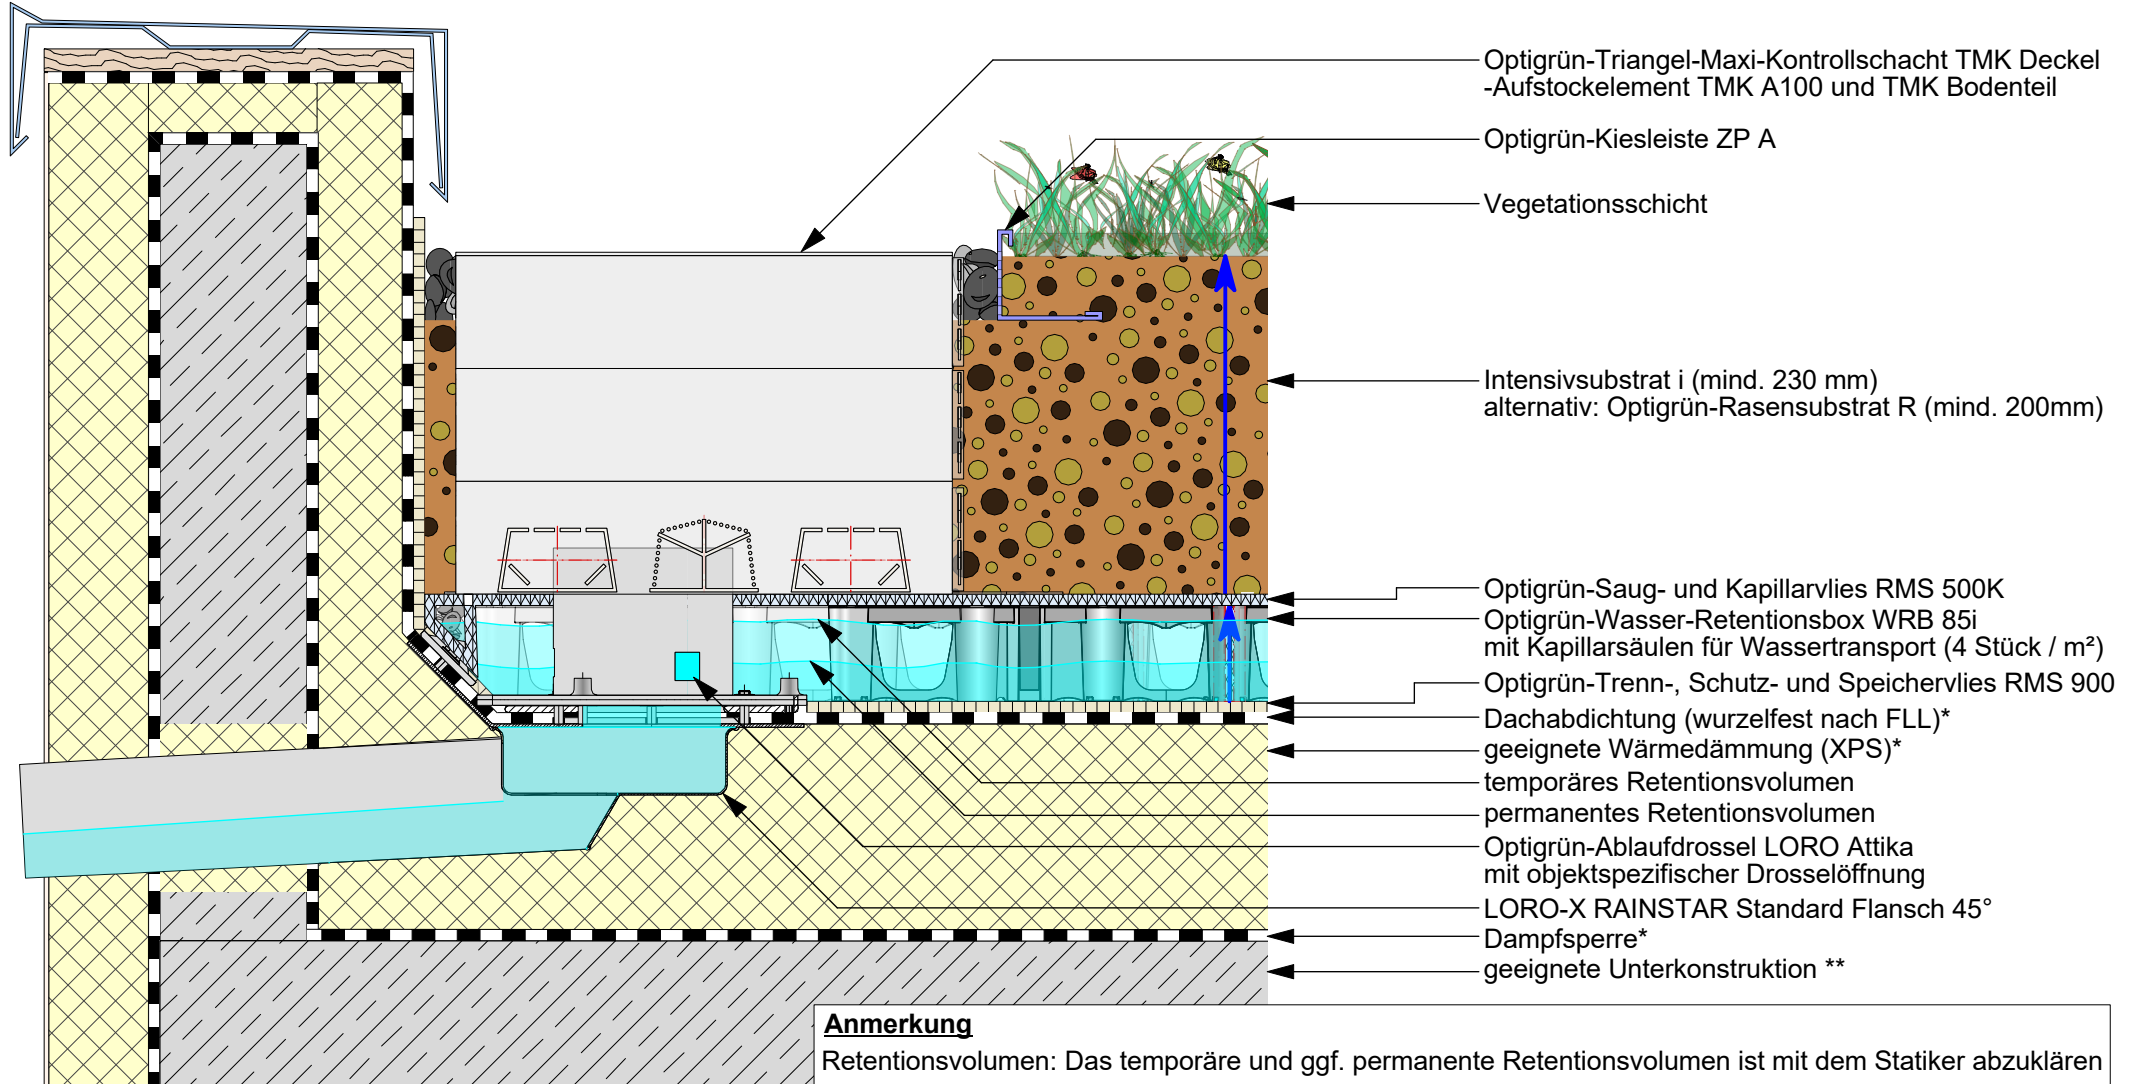 Optigrün-Triangel-Maxi-Kontrollschacht TMK Deckel
-Aufstockelement TMK A100 und TMK Bodenteil
Optigrün-Kiesleiste ZP A
Vegetationsschicht
Intensivsubstrat i (mind. 230 mm)
alternativ: Optigrün-Rasensubstrat R (mind. 200mm)
Optigrün-Saug- und Kapillarvlies RMS 500K
Optigrün-Wasser-Retentionsbox WRB 85i
mit Kapillarsäulen für Wassertransport (4 Stück / m²)
Optigrün-Trenn-, Schutz- und Speichervlies RMS 900
Dachabdichtung (wurzelfest nach FLL)*
geeignete Wärmedämmung (XPS)*
temporäres Retentionsvolumen
permanentes Retentionsvolumen
Optigrün-Ablaufdrossel LORO Attika
mit objektspezifischer Drosselöffnung
LORO-X RAINSTAR Standard Flansch 45°
Dampfsperre*
geeignete Unterkonstruktion **
Anmerkung
Retentionsvolumen: Das temporäre und ggf. permanente Retentionsvolumen ist mit dem Statiker abzuklären